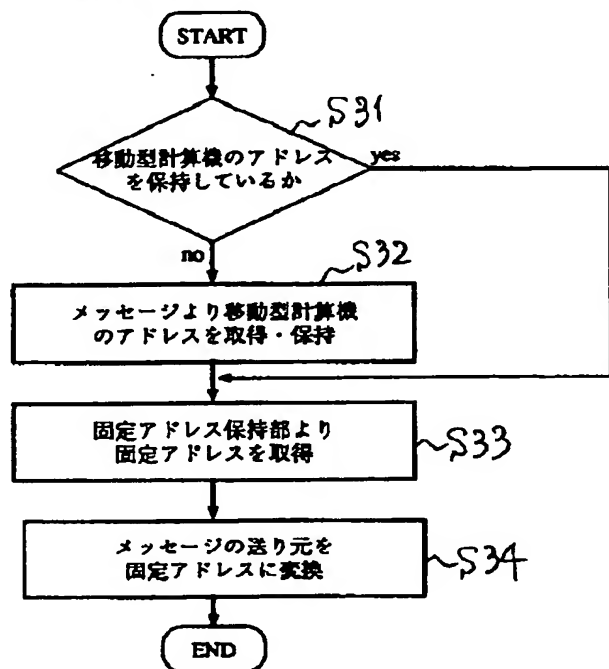 START
S31
移動型計算機のアドレス
を保持しているか
yes
no
S32
メッセージより移動型計算機
のアドレスを取得・保持
固定アドレス保持部より
固定アドレスを取得
S33
メッセージの送り元を
固定アドレスに変換
S34
END